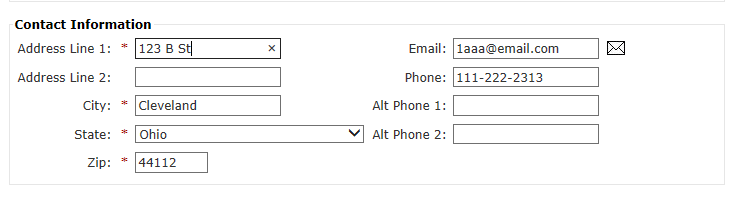 Contact Information
Address Line 1: * 123 B St × Email: 1aaa@email.com
Address Line 2: Phone: 111-222-2313
City: * Cleveland Alt Phone 1:
State: * Ohio Alt Phone 2:
Zip: * 44112